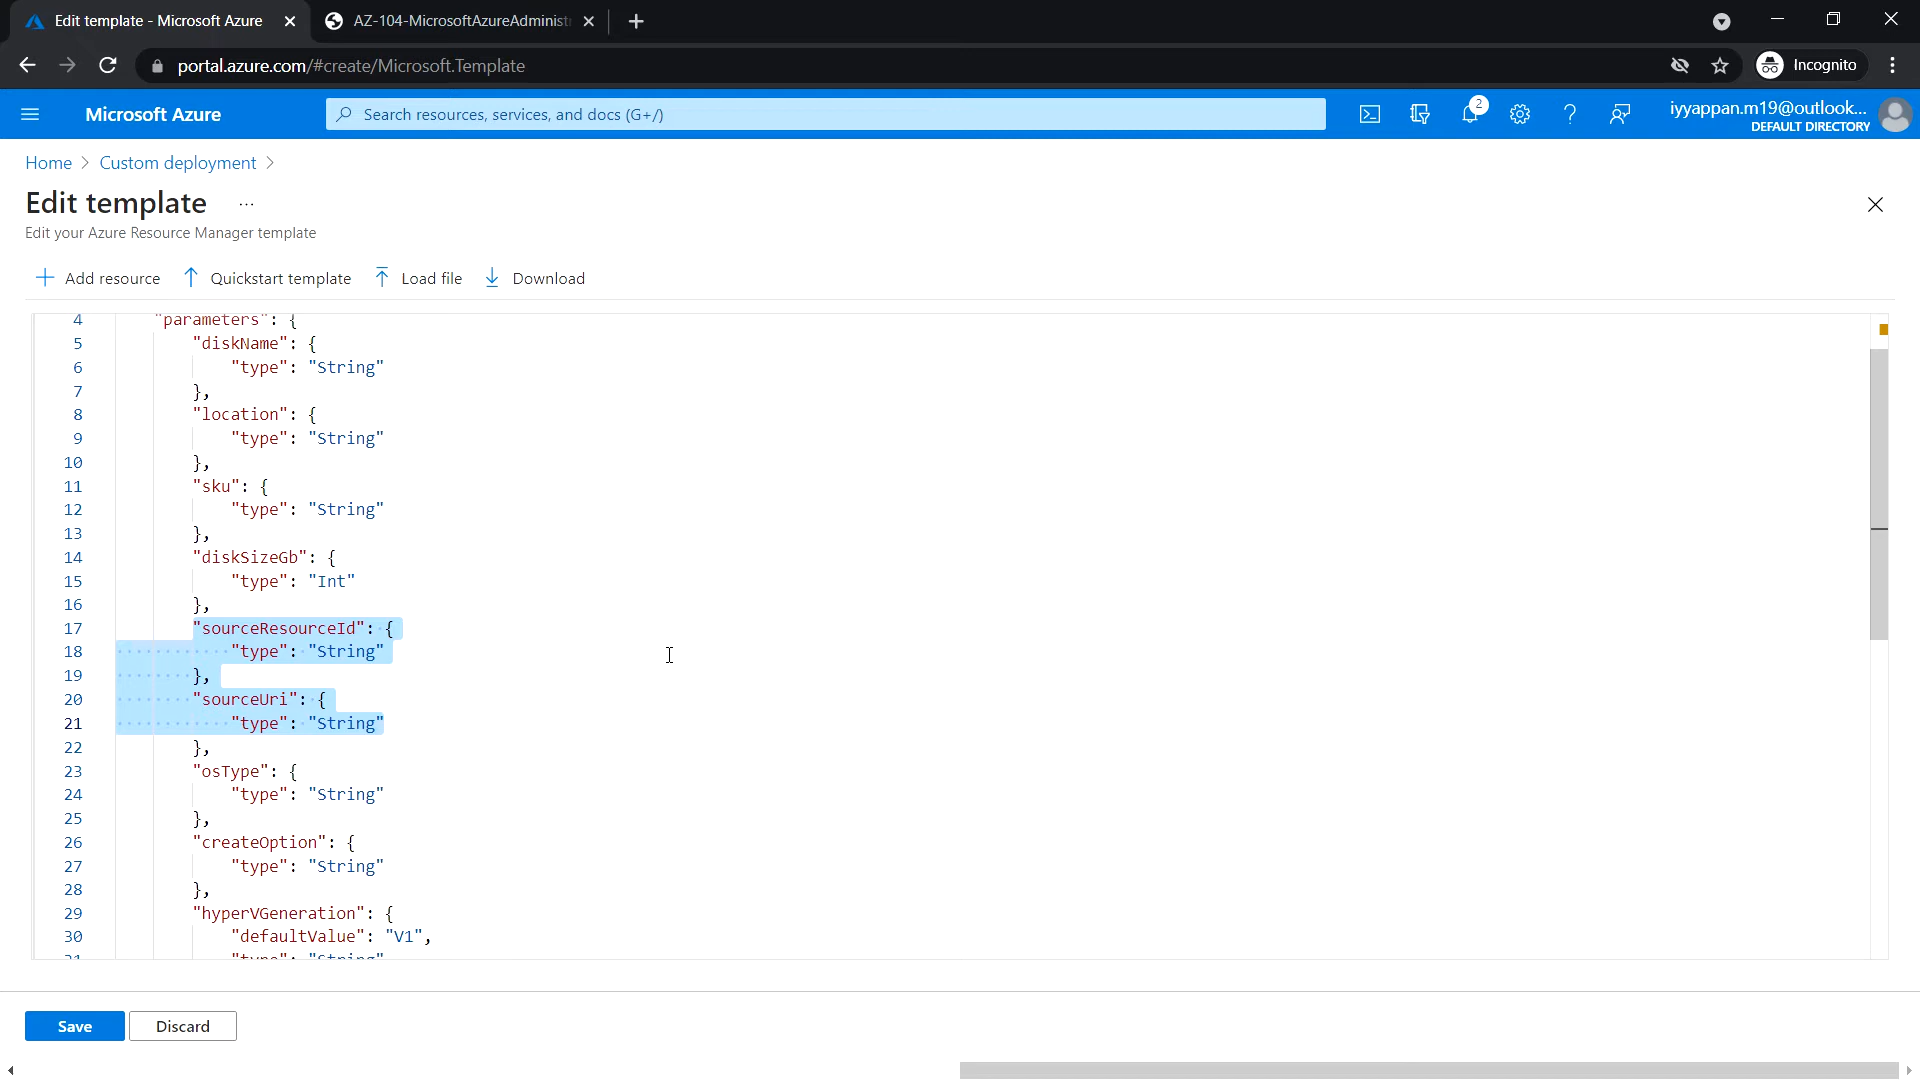 Edit template - Microsoft Azure
AZ-104-MicrosoftAzureAdminist
portal.azure.com/#create/Microsoft.Template
Incognito
Microsoft Azure
Search resources, services, and docs (G+/)
2
iyyappan.m19@outlook...
DEFAULT DIRECTORY
Home > Custom deployment >
Edit template ...
Edit your Azure Resource Manager template
Add resource
Quickstart template
Load file
Download
4 "parameters": {
5 "diskName": {
6 "type": "String"
7 },
8 "location": {
9 "type": "String"
10 },
11 "sku": {
12 "type": "String"
13 },
14 "diskSizeGb": {
15 "type": "Int"
16 },
17 "sourceResourceId": {
18 "type": "String"
19 },
20 "sourceUri": {
21 "type": "String"
22 },
23 "osType": {
24 "type": "String"
25 },
26 "createOption": {
27 "type": "String"
28 },
29 "hyperVGeneration": {
30 "defaultValue": "V1",
31 "type": "String"
Save
Discard